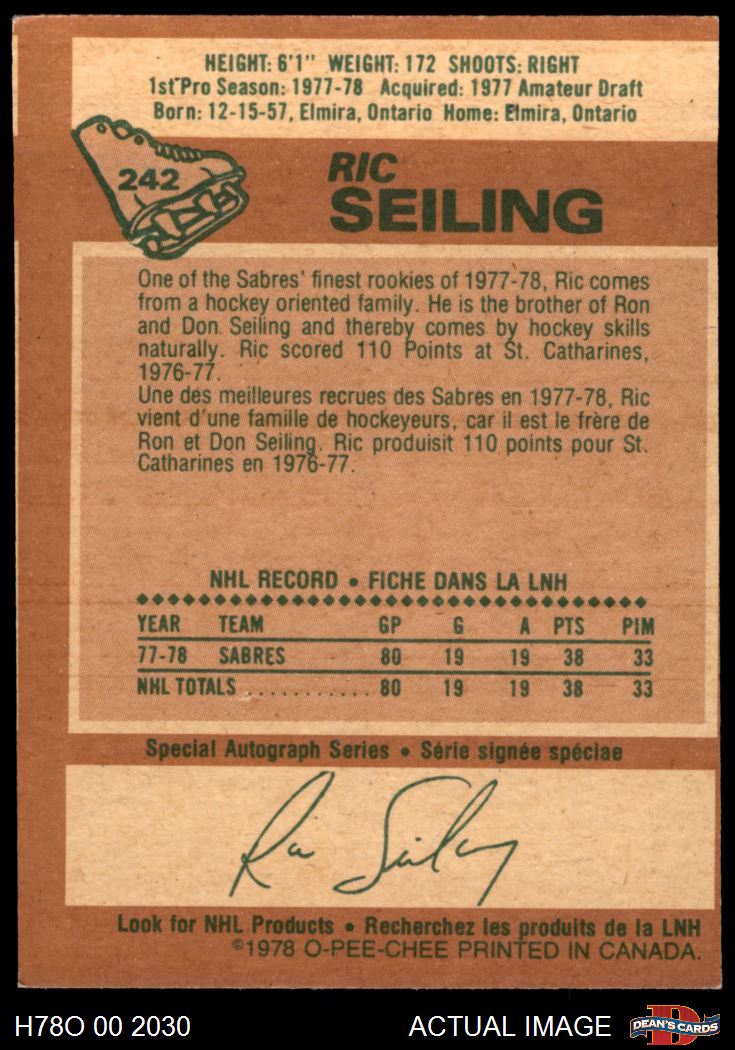 HEIGHT: 6'1" WEIGHT: 172 SHOOTS: RIGHT
1st Pro Season: 1977-78 Acquired: 1977 Amateur Draft
Born: 12-15-57, Elmira, Ontario Home: Elmira, Ontario
242
RIC
SEILING
One of the Sabres' finest rookies of 1977-78, Ric comes
from a hockey oriented family. He is the brother of Ron
and Don Seiling and thereby comes by hockey skills
naturally. Ric scored 110 Points at St. Catharines,
1976-77.
Une des meilleures recrues des Sabres en 1977-78, Ric
vient d'une famille de hockeyeurs, car il est le frère de
Ron et Don Seiling. Ric produisit 110 points pour St.
Catharines en 1976-77.
NHL RECORD • FICHE DANS LA LNH
YEAR TEAM GP G A PTS PIM
77-78 SABRES 80 19 19 38 33
NHL TOTALS ........... 80 19 19 38 33
Special Autograph Series • Série signée spéciae
Ric Seiling
Look for NHL Products • Recherchez les produits de la LNH
©1978 O-PEE-CHEE PRINTED IN CANADA.
H78O 00 2030 ACTUAL IMAGE
D
DEAN'S CARDS